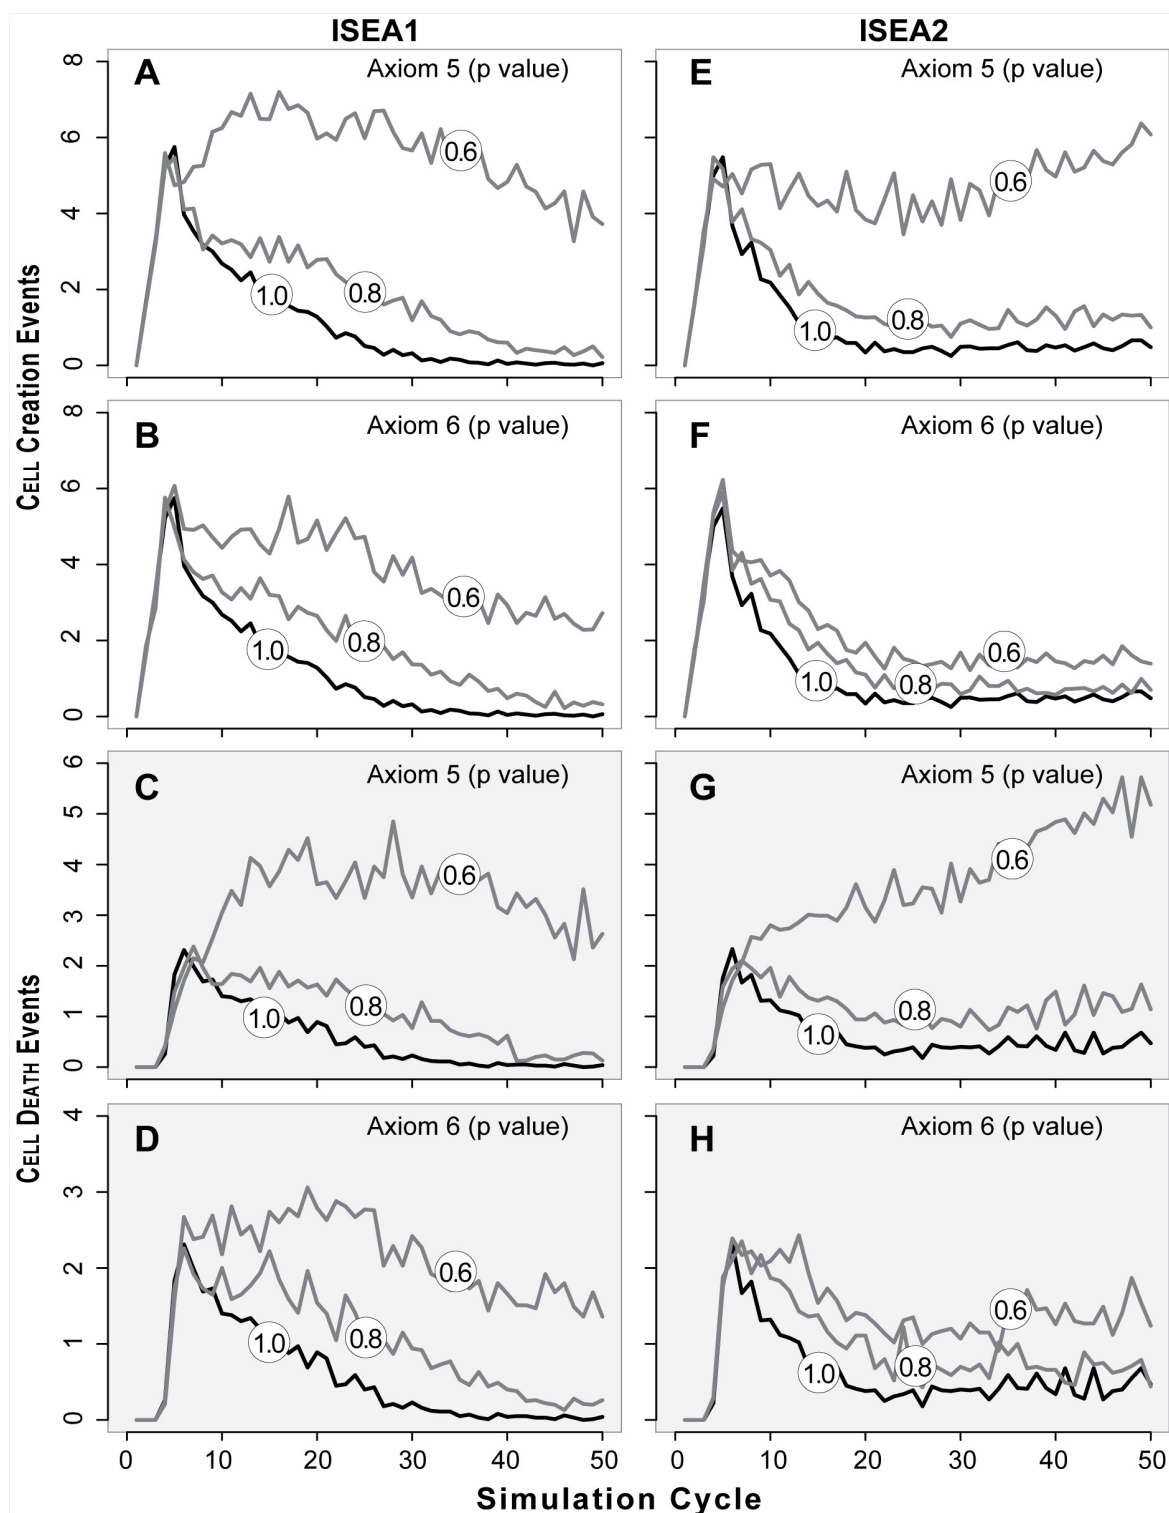 ISEA1
ISEA2
CELL Creation Events
CELL DEATH Events
A
Axiom 5 (p value)
8
6
4
2
0
0.6
0.8
1.0
E
Axiom 5 (p value)
0.6
0.8
1.0
B
Axiom 6 (p value)
8
6
4
2
0
0.6
0.8
1.0
F
Axiom 6 (p value)
0.6
0.8
1.0
C
Axiom 5 (p value)
6
5
4
3
2
1
0
0.6
0.8
1.0
G
Axiom 5 (p value)
0.6
0.8
1.0
D
Axiom 6 (p value)
4
3
2
1
0
0.6
0.8
1.0
H
Axiom 6 (p value)
0.6
0.8
1.0
0 10 20 30 40 50
0 10 20 30 40 50
Simulation Cycle